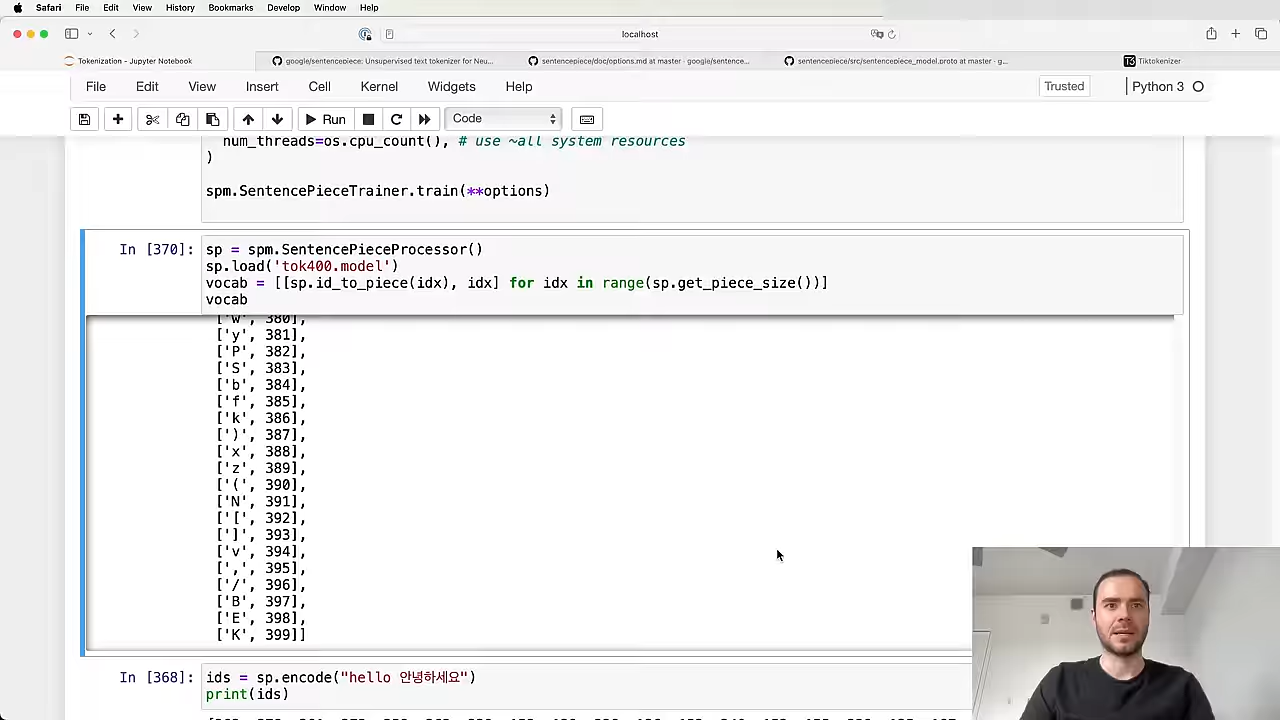 Safari File Edit View History Bookmarks Develop Window Help
localhost
Tokenization - Jupyter Notebook
google/sentencepiece: Unsupervised text tokenizer for Neu...
sentencepiece/doc/options.md at master · google/sentence...
sentencepiece/src/sentencepiece_model.proto at master · g...
Tiktokenizer
File Edit View Insert Cell Kernel Widgets Help
Trusted Python 3
Run Code
num_threads=os.cpu_count(), # use ~all system resources
)
spm.SentencePieceTrainer.train(**options)
In [370]: sp = spm.SentencePieceProcessor()
sp.load('tok400.model')
vocab = [[sp.id_to_piece(idx), idx] for idx in range(sp.get_piece_size())]
vocab
['w', 380],
['y', 381],
['P', 382],
['S', 383],
['b', 384],
['f', 385],
['k', 386],
[')', 387],
['x', 388],
['z', 389],
['(', 390],
['N', 391],
['[', 392],
[']', 393],
['v', 394],
[',', 395],
['/', 396],
['B', 397],
['E', 398],
['K', 399]]
In [368]: ids = sp.encode("hello 안녕하세요")
print(ids)